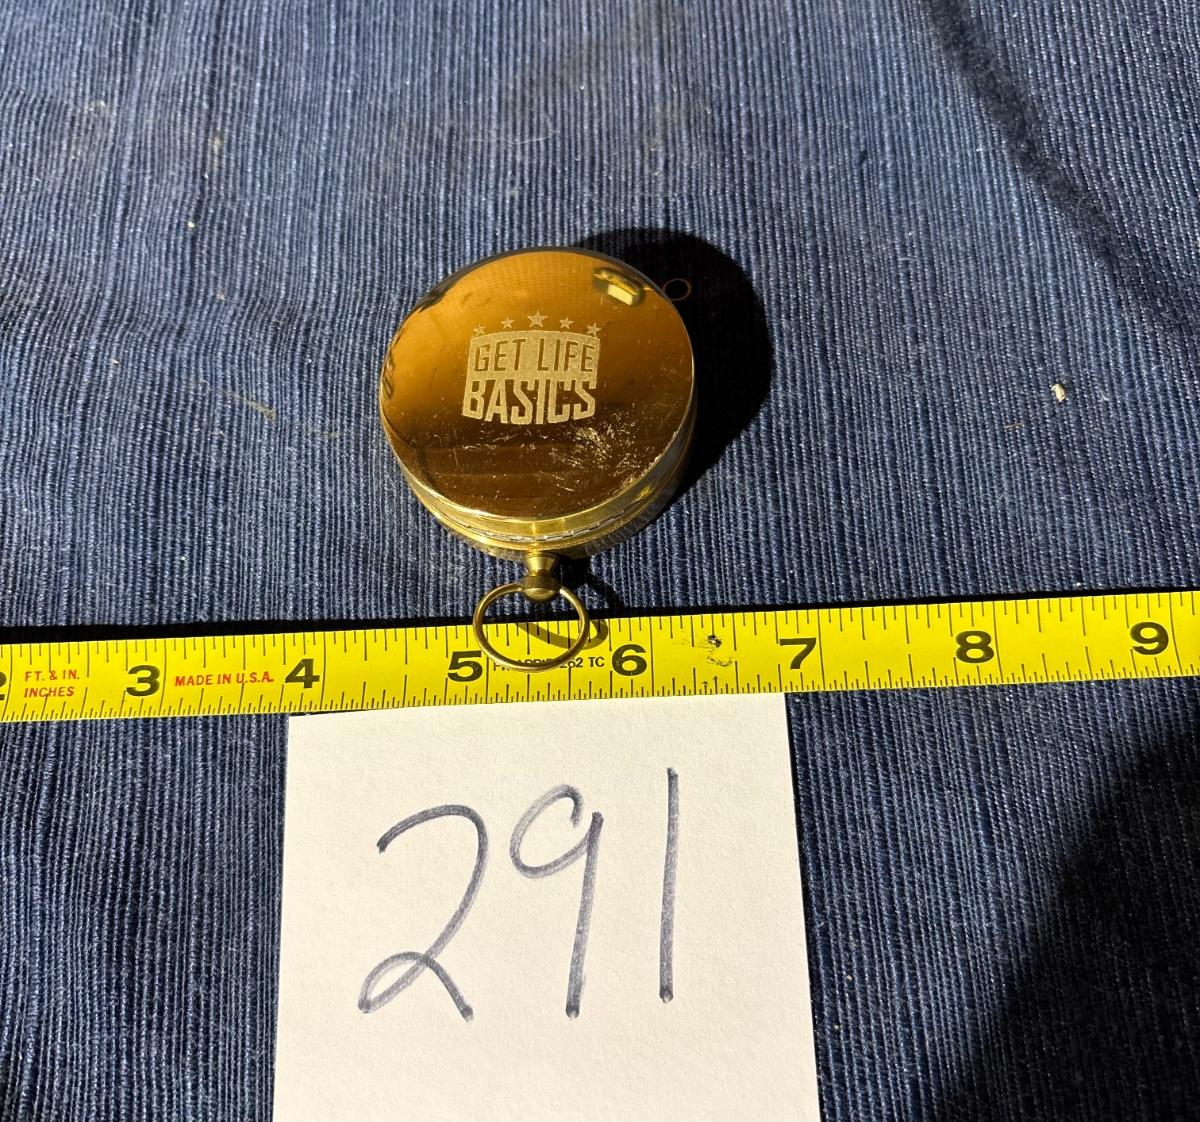 GET LIFE
BASICS
FT. & IN.
INCHES
3
MADE IN U.S.A.
4
5
6
7
8
9
291